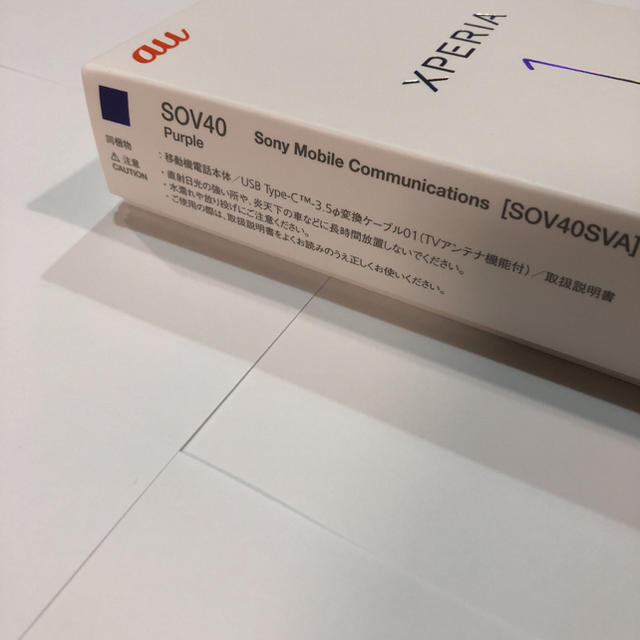 au
XPERIA 1
SOV40
Purple
Sony Mobile Communications [SOV40SVA]
同梱物 : 移動機電話本体/USB Type-C™-3.5φ変換ケーブル01(TVアンテナ機能付)/取扱説明書
⚠ 注意
CAUTION
・直射日光の強い所や、炎天下の車などに長時間放置しないでください。
・水濡れや放り投げにご注意ください。
・ご使用の際は、取扱説明書をよくお読みのうえ正しくお使いください。